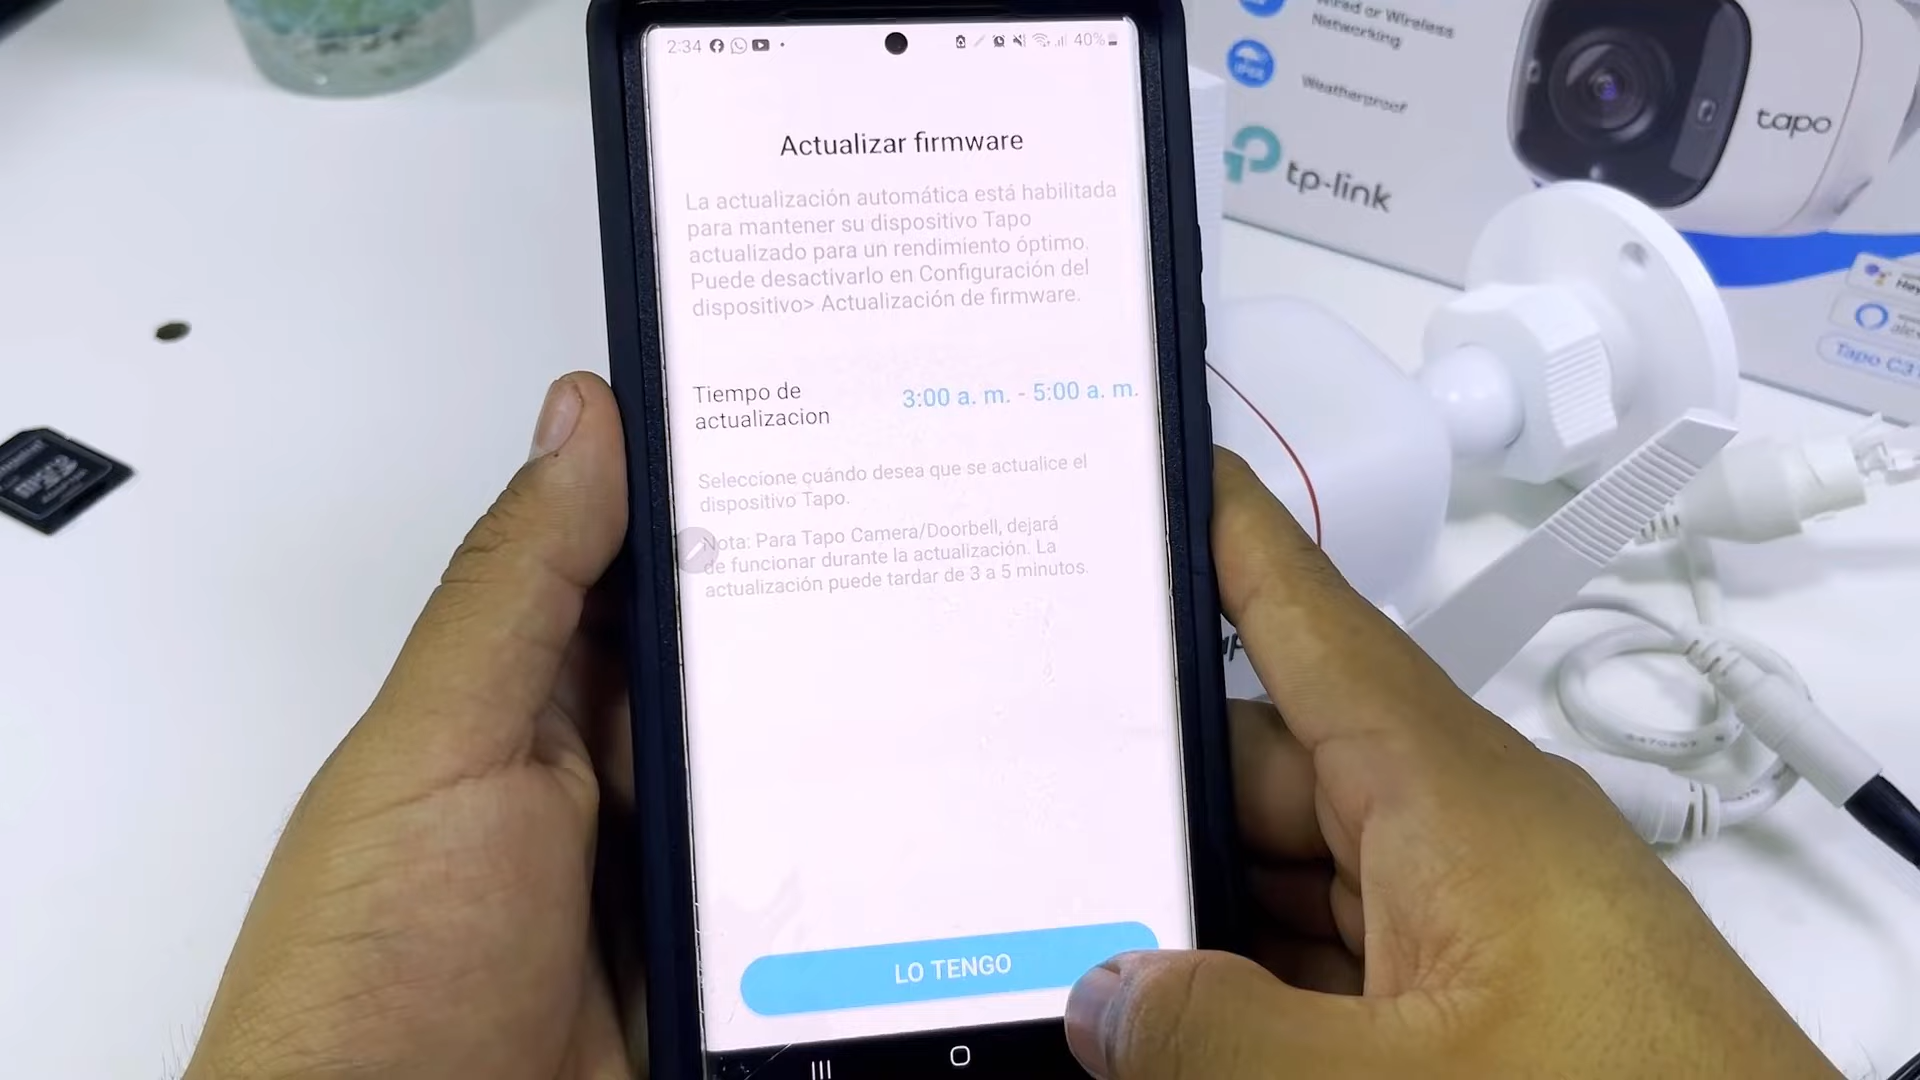 2:34
40%
Actualizar firmware
La actualización automática está habilitada
para mantener su dispositivo Tapo
actualizado para un rendimiento óptimo.
Puede desactivarlo en Configuración del
dispositivo> Actualización de firmware.
Tiempo de
actualizacion
3:00 a. m. - 5:00 a. m.
Seleccione cuándo desea que se actualice el
dispositivo Tapo.
Nota: Para Tapo Camera/Doorbell, dejará
de funcionar durante la actualización. La
actualización puede tardar de 3 a 5 minutos.
LO TENGO
Wired or Wireless
Networking
Weatherproof
tp-link
tapo
Tapo